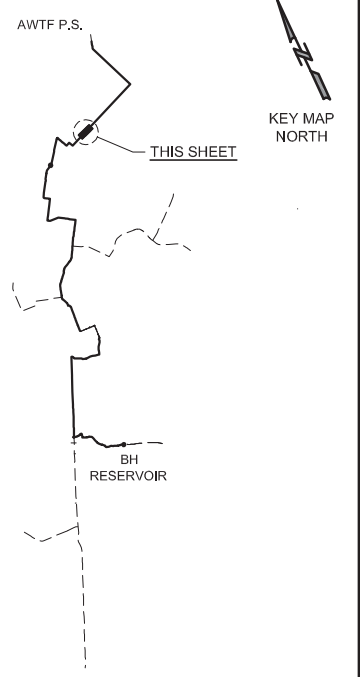 AWTF P.S.
KEY MAP
NORTH
THIS SHEET
BH
RESERVOIR